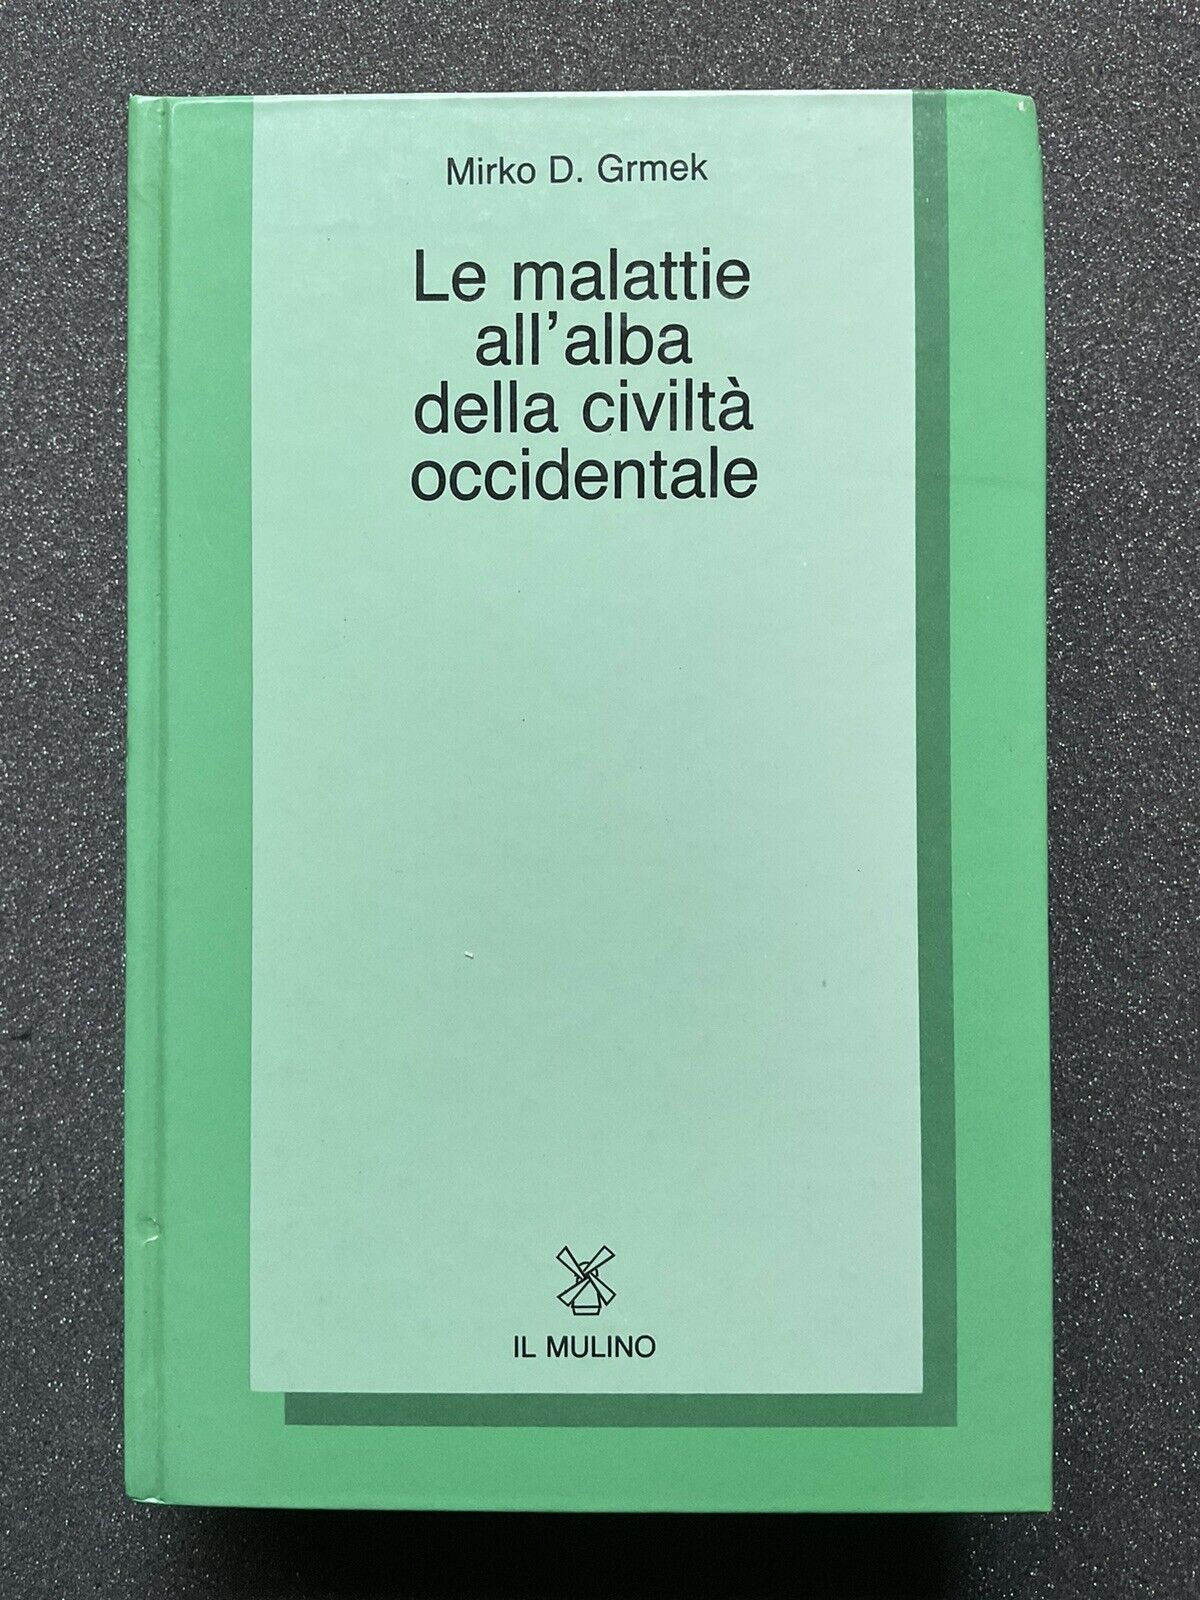 Mirko D. Grmek
Le malattie
all'alba
della civiltà
occidentale
IL MULINO